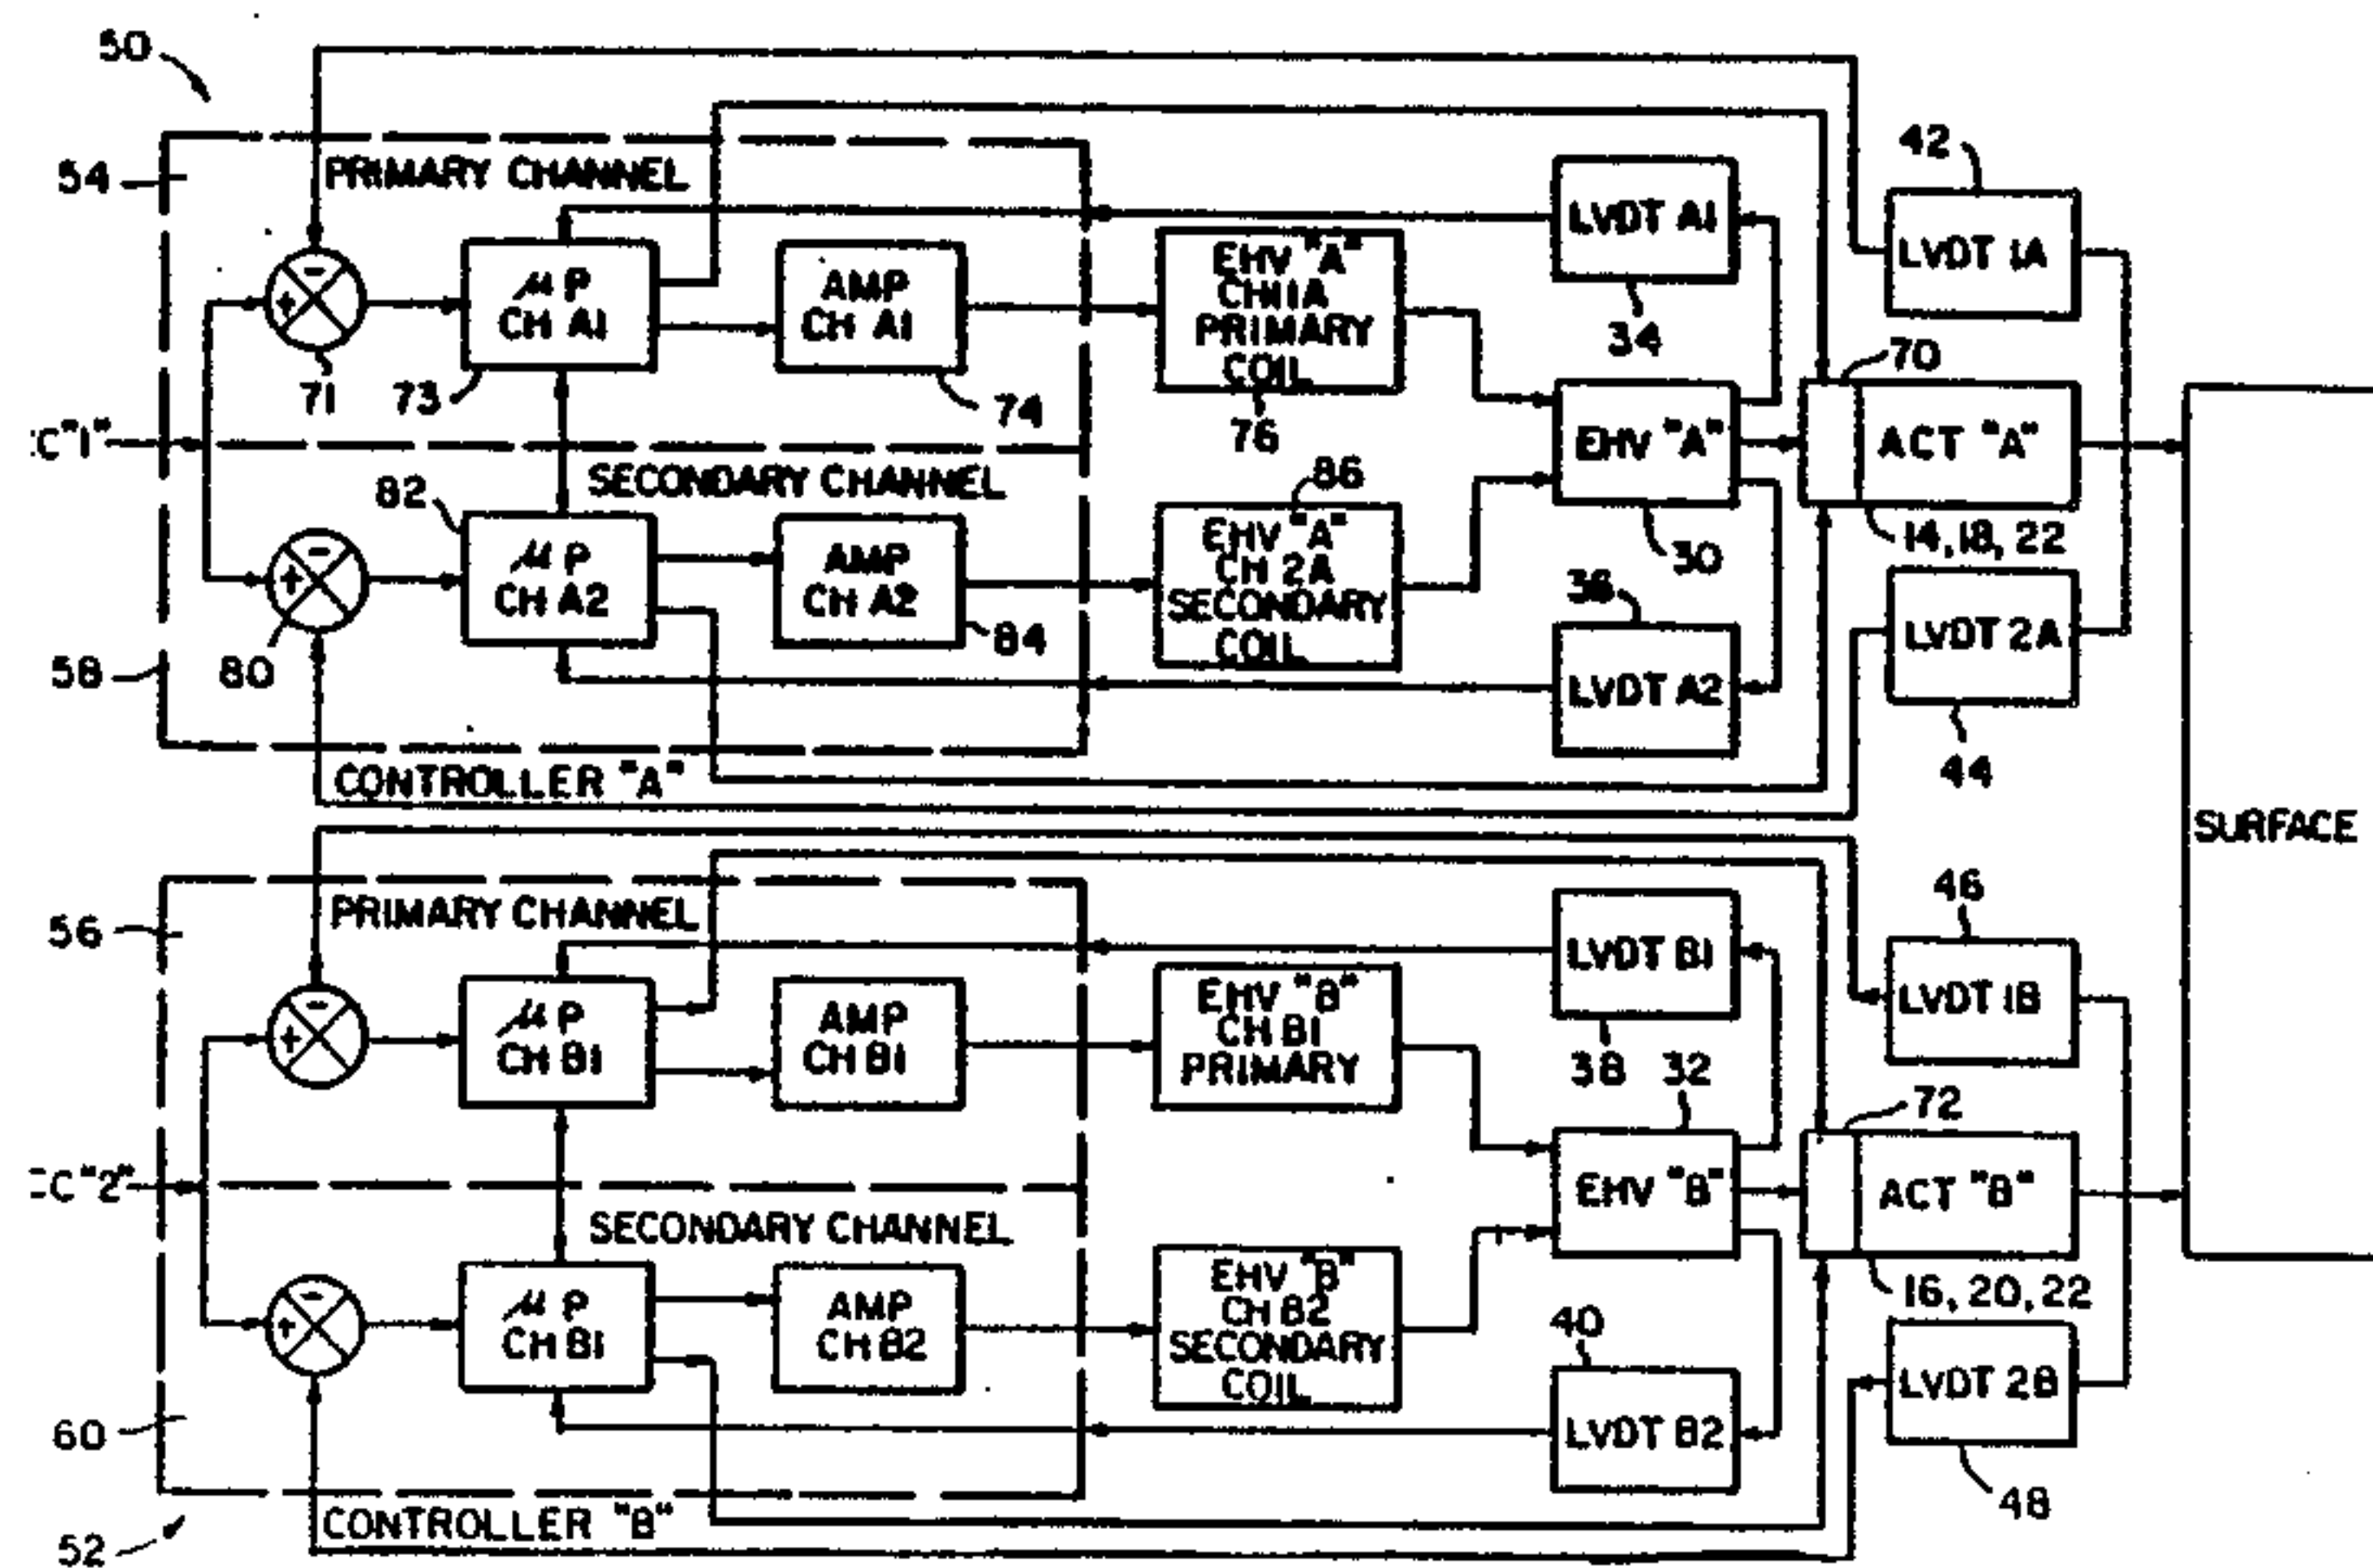 50
54
PRIMARY CHANNEL
42
LVDT A1
LVDT 1A
34
μP
CH A1
AMP
CH A1
EHV "A"
CH11A
PRIMARY
COIL
71
73
74
76
70
EHV "A"
ACT "A"
C"1"
SECONDARY CHANNEL
82
86
30
14, 18, 22
μP
CH A2
AMP
CH A2
EHV "A"
CH 2A
SECONDARY
COIL
36
LVDT A2
LVDT 2A
58
80
84
44
CONTROLLER "A"
SURFACE
56
PRIMARY CHANNEL
46
LVDT B1
LVDT 1B
μP
CH B1
AMP
CH B1
EHV "B"
CH B1
PRIMARY
38
32
72
EHV "B"
ACT "B"
C"2"
SECONDARY CHANNEL
16, 20, 22
μP
CH B1
AMP
CH B2
EHV "B"
CH B2
SECONDARY
COIL
40
LVDT B2
LVDT 2B
60
48
CONTROLLER "B"
52